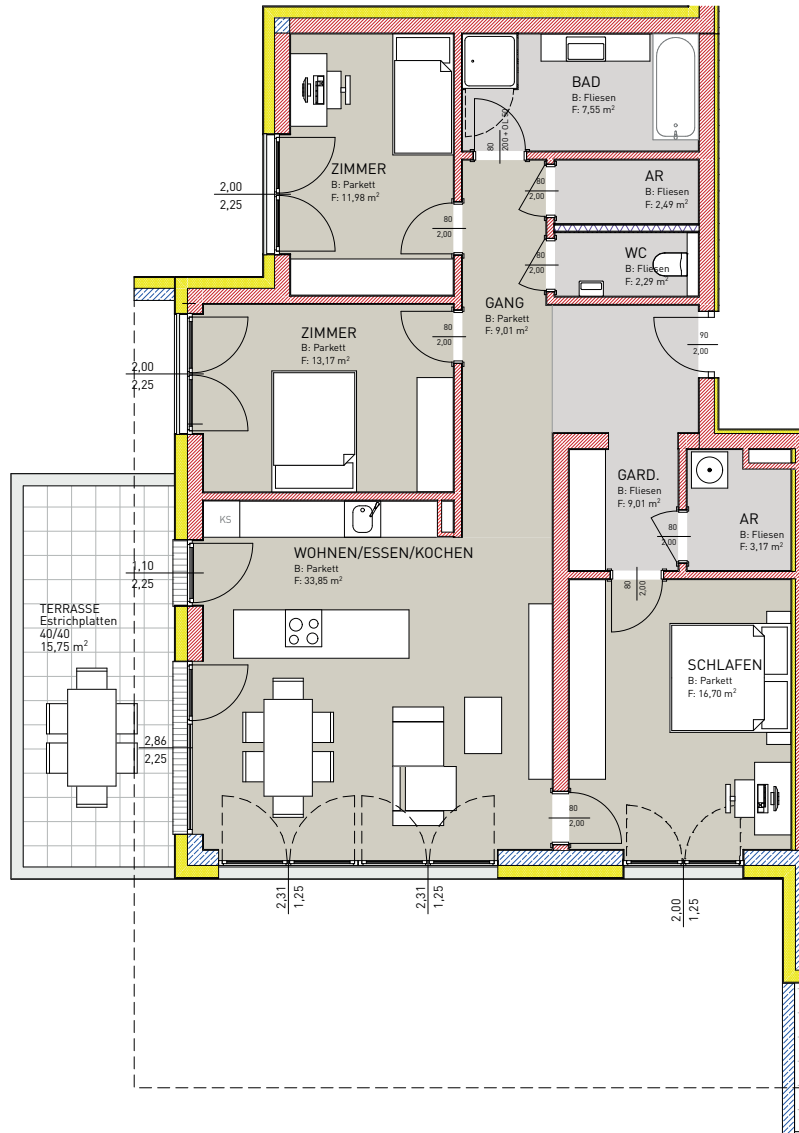 BAD
B: Fliesen
F: 7,55 m²
80
200 + OL 50
ZIMMER
B: Parkett
F: 11,98 m²
2,00
2,25
80
2,00
AR
B: Fliesen
F: 2,49 m²
80
2,00
WC
B: Fliesen
F: 2,29 m²
80
2,00
GANG
B: Parkett
F: 9,01 m²
90
2,00
ZIMMER
B: Parkett
F: 13,17 m²
80
2,00
2,00
2,25
GARD.
B: Fliesen
F: 9,01 m²
AR
B: Fliesen
F: 3,17 m²
80
2,00
80
2,00
KS
WOHNEN/ESSEN/KOCHEN
B: Parkett
F: 33,85 m²
1,10
2,25
TERRASSE
Estrichplatten
40/40
15,75 m²
2,86
2,25
SCHLAFEN
B: Parkett
F: 16,70 m²
80
2,00
2,31
1,25
2,31
1,25
2,00
1,25